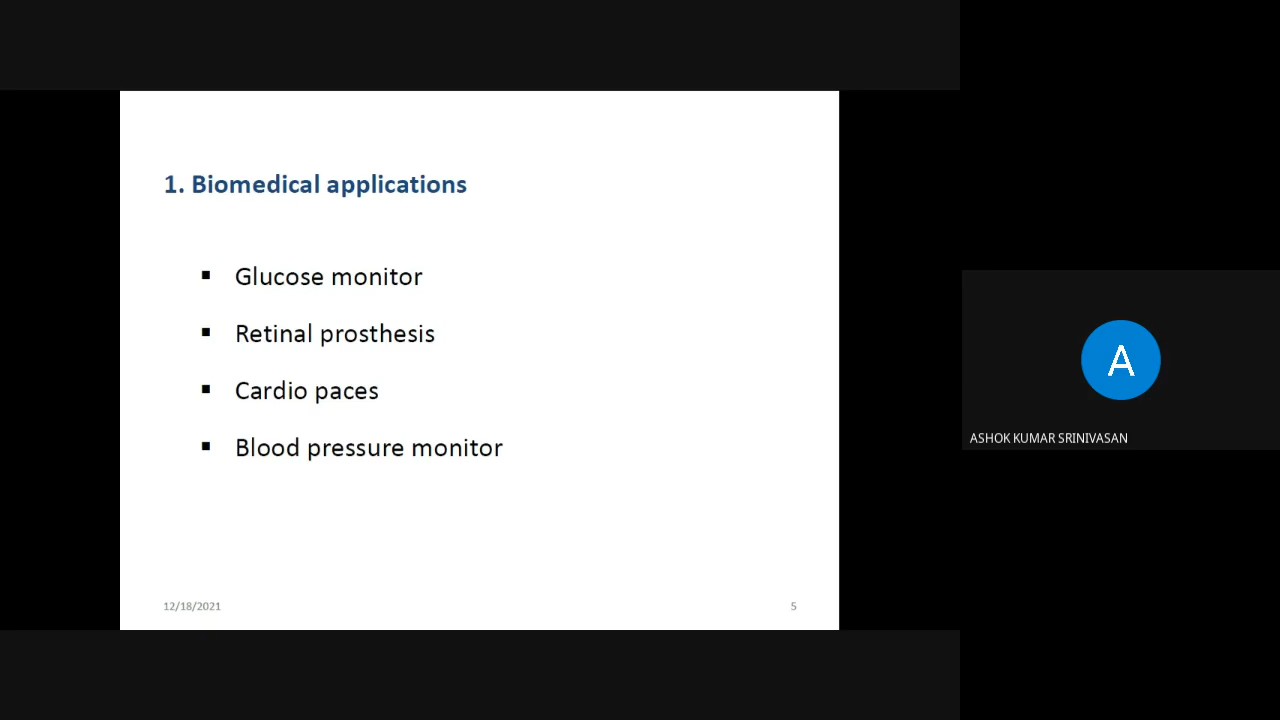 1. Biomedical applications
▪ Glucose monitor
▪ Retinal prosthesis
▪ Cardio paces
▪ Blood pressure monitor
12/18/2021
5
A
ASHOK KUMAR SRINIVASAN